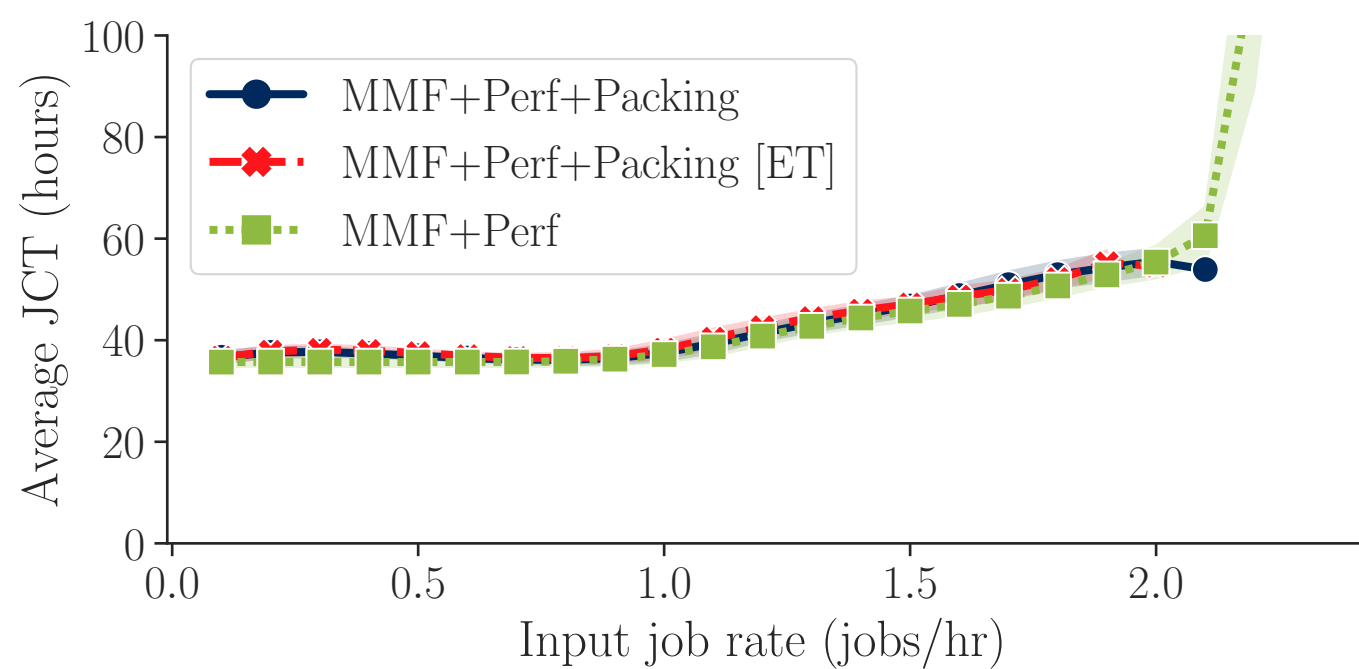 100
80
60
40
20
0
Average JCT (hours)
MMF+Perf+Packing
MMF+Perf+Packing [ET]
MMF+Perf
0.0 0.5 1.0 1.5 2.0
Input job rate (jobs/hr)